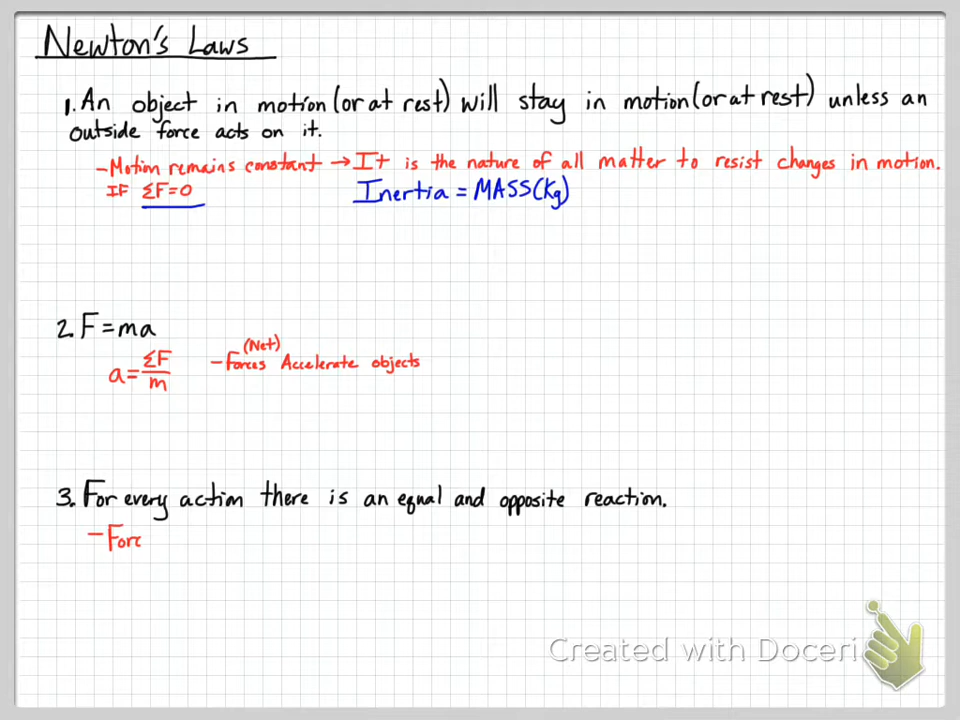 Newton's Laws
1. An object in motion (or at rest) will stay in motion (or at rest) unless an
outside force acts on it.
-Motion remains constant → It is the nature of all matter to resist changes in motion.
IF ΣF=0
Inertia = MASS(Kg)
2. F=ma
(Net)
a=ΣF/m -Forces Accelerate objects
3. For every action there is an equal and opposite reaction.
-Forc
Created with Doceri